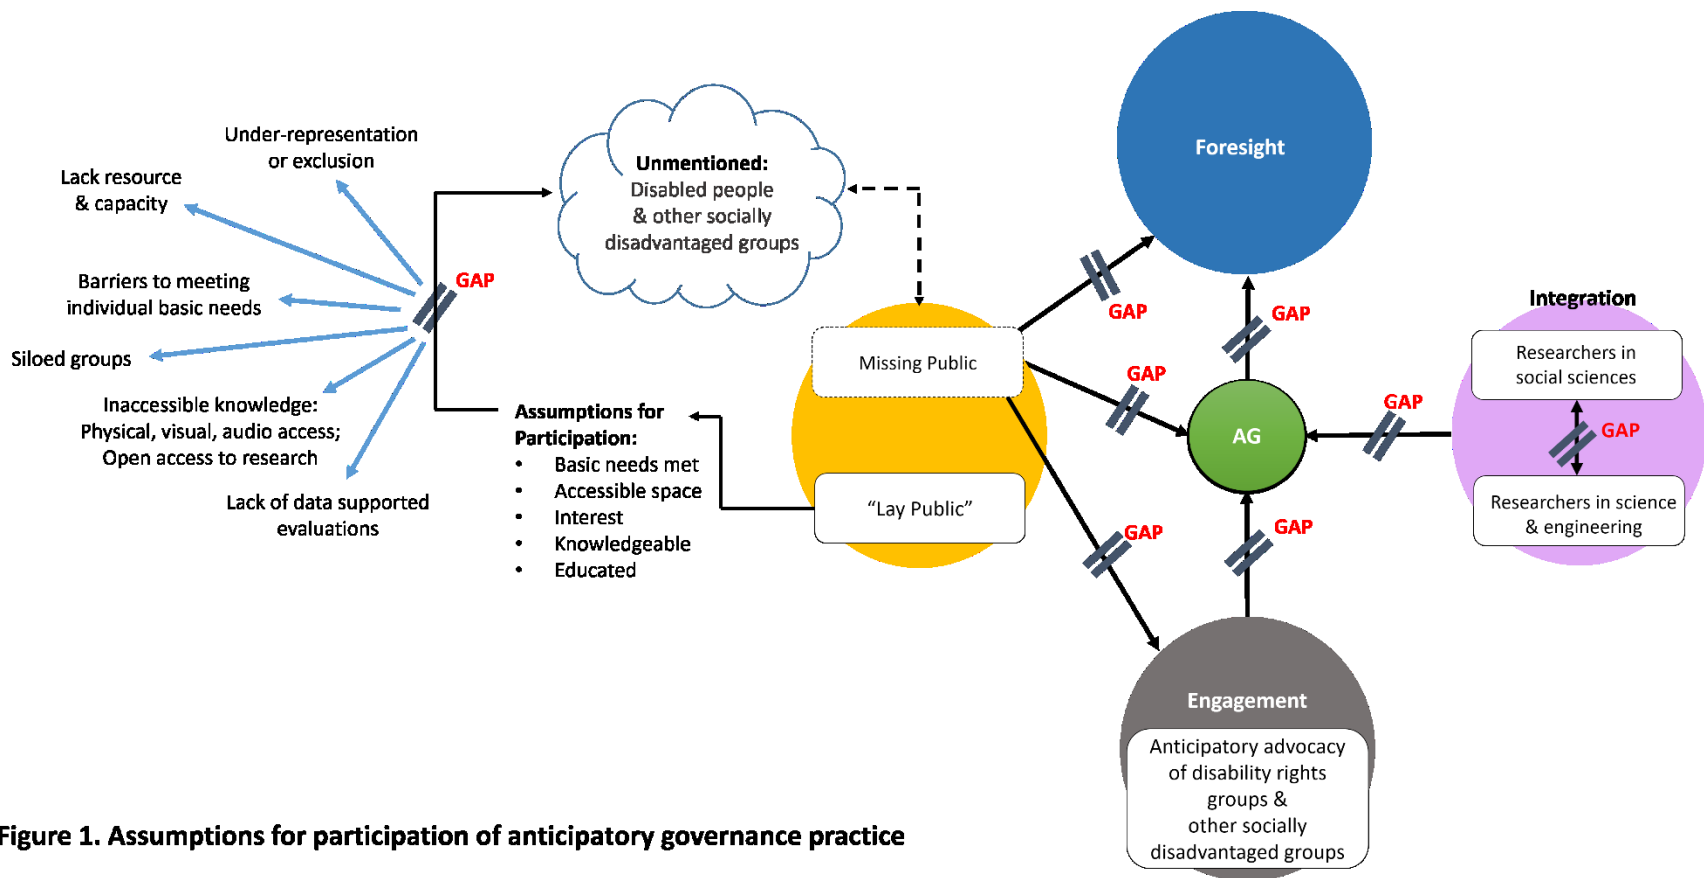 Under-representation
or exclusion
Lack resource
& capacity
Barriers to meeting
individual basic needs
Siloed groups
Inaccessible knowledge:
Physical, visual, audio access;
Open access to research
Lack of data supported
evaluations
GAP
Unmentioned:
Disabled people
& other socially
disadvantaged groups
Assumptions for
Participation:
• Basic needs met
• Accessible space
• Interest
• Knowledgeable
• Educated
Missing Public
“Lay Public”
GAP
GAP
GAP
Foresight
GAP
AG
GAP
GAP
Integration
Researchers in
social sciences
GAP
Researchers in science
& engineering
Engagement
Anticipatory advocacy
of disability rights
groups &
other socially
disadvantaged groups
Figure 1. Assumptions for participation of anticipatory governance practice